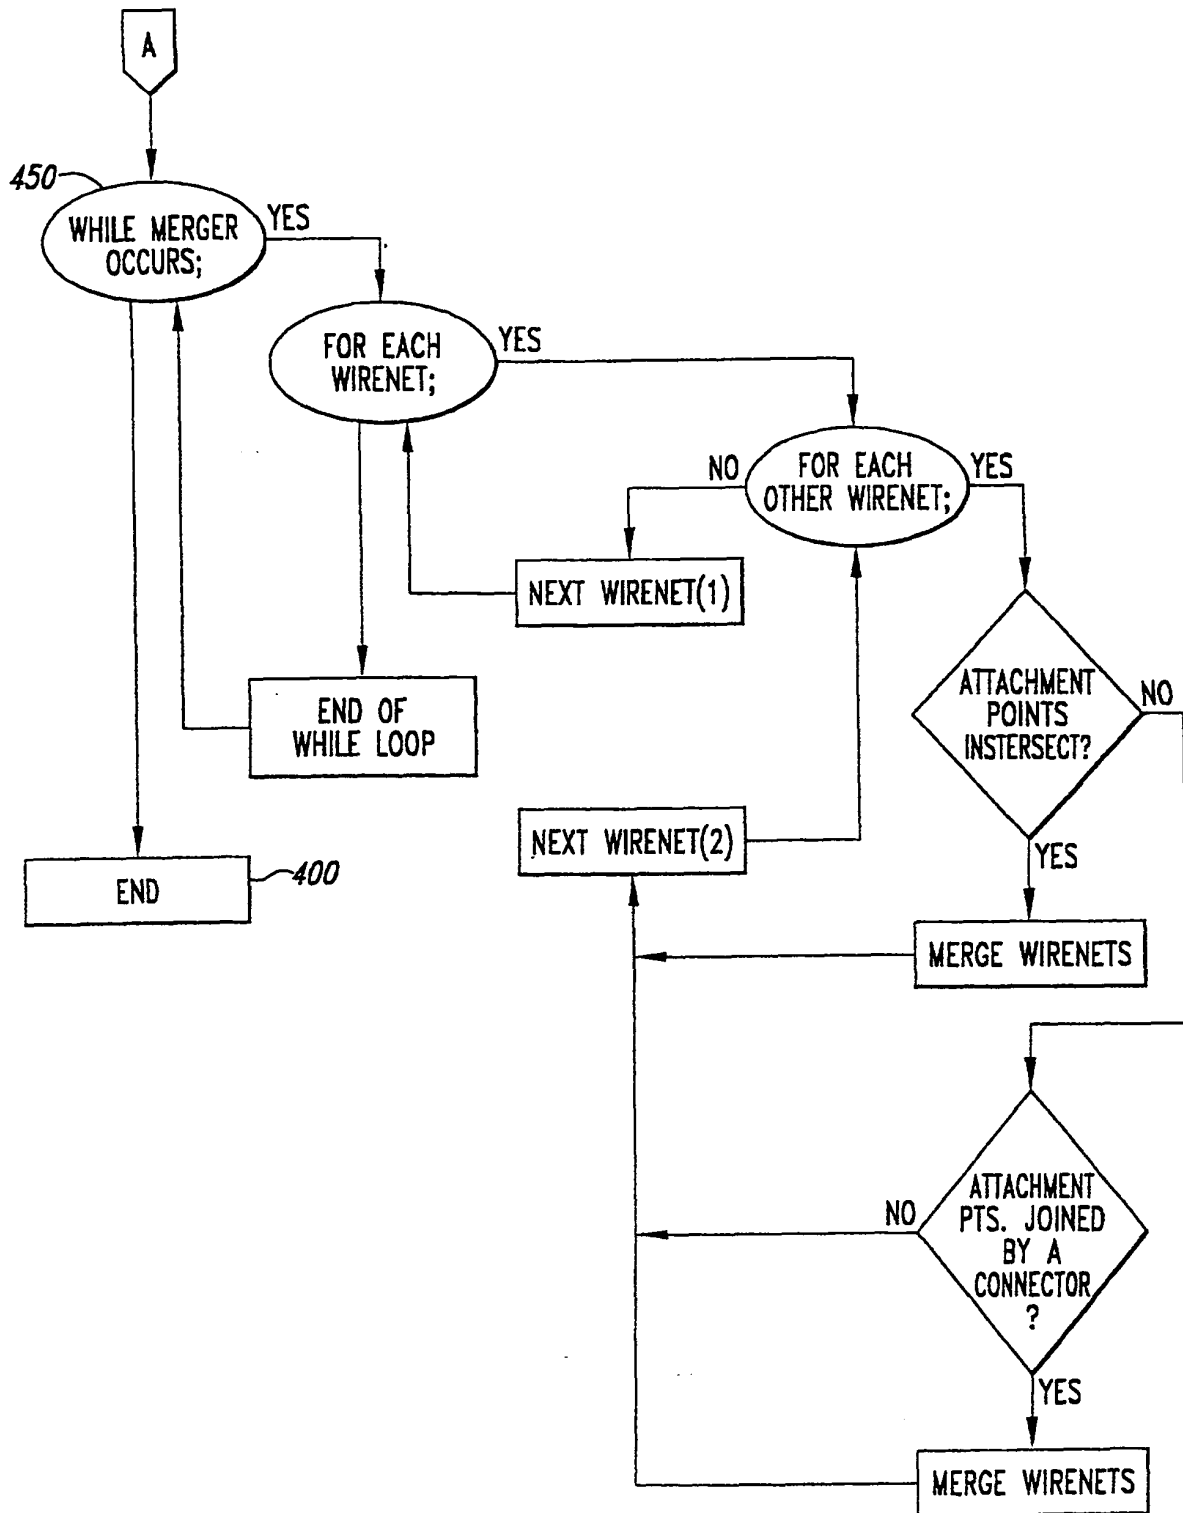 A
450
WHILE MERGER
OCCURS;
YES
FOR EACH
WIRENET;
YES
FOR EACH
OTHER WIRENET;
NO
YES
NEXT WIRENET(1)
ATTACHMENT
POINTS
INSTERSECT?
NO
END OF
WHILE LOOP
NEXT WIRENET(2)
YES
END
400
MERGE WIRENETS
ATTACHMENT
PTS. JOINED
BY A
CONNECTOR
?
NO
YES
MERGE WIRENETS